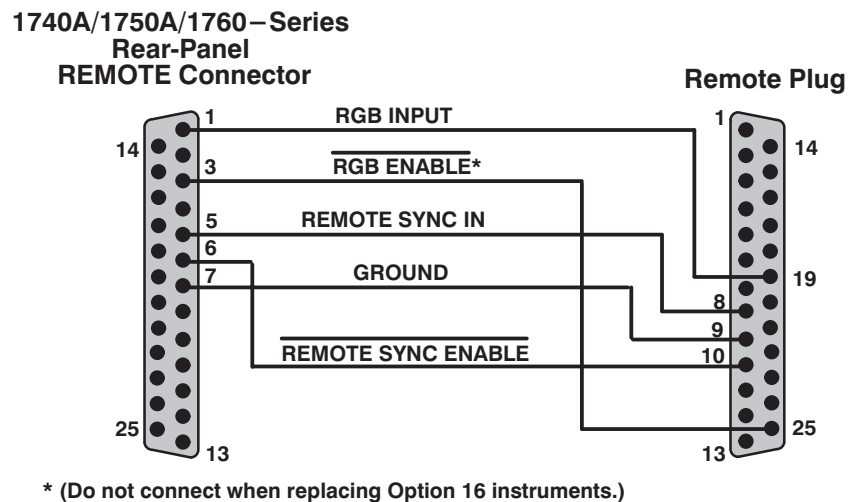 1740A/1750A/1760–Series
Rear-Panel
REMOTE Connector
Remote Plug
1
RGB INPUT
1
14
14
3
RGB ENABLE*
5
REMOTE SYNC IN
6
7
GROUND
19
8
9
REMOTE SYNC ENABLE
10
25
25
13
13
* (Do not connect when replacing Option 16 instruments.)